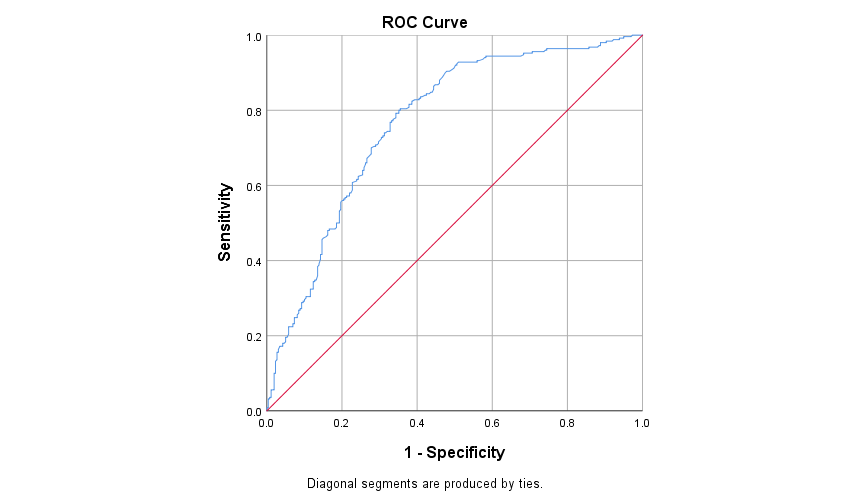 ROC Curve
1.0
0.8
0.6
0.4
0.2
0.0
Sensitivity
0.0 0.2 0.4 0.6 0.8 1.0
1 - Specificity
Diagonal segments are produced by ties.